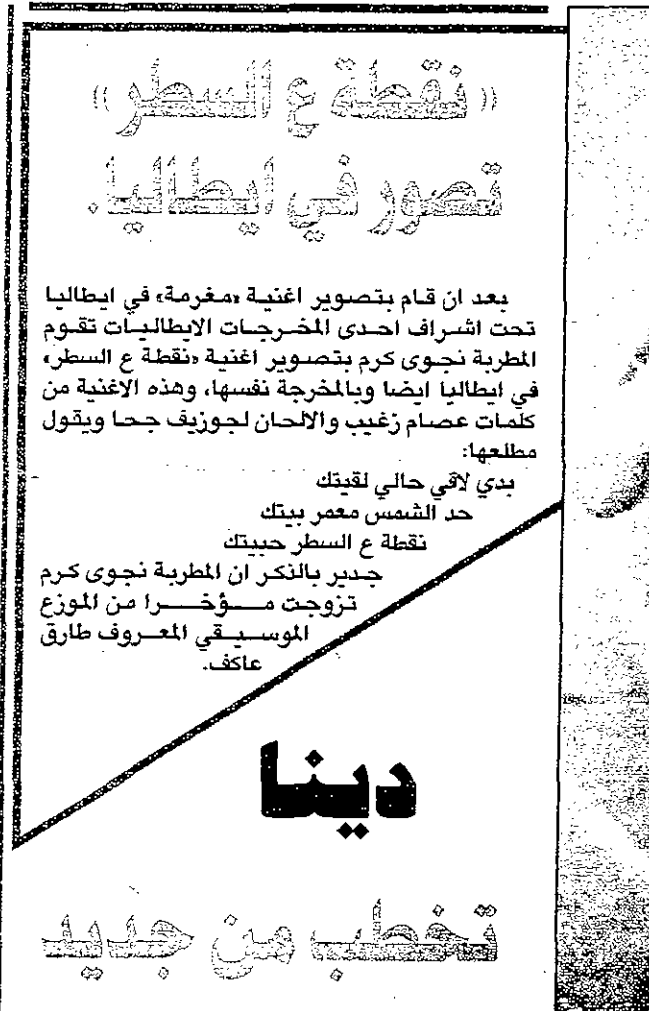 «نقطة ع السطر»
تصور في ايطاليا.
بعد ان قام بتصوير اغنية «مغرمة» في ايطاليا
تحت اشراف احدى المخرجات الايطاليات تقوم
المطربة نجوى كرم بتصوير اغنية «نقطة ع السطر»
في ايطاليا ايضا وبالمخرجة نفسها، وهذه الاغنية من
كلمات عصام زغيب والالحان لجوزيف جحا ويقول
مطلعها:
بدي لاقي حالي لقيتك
حد الشمس معمر بيتك
نقطة ع السطر حبيتك
جدير بالذكر ان المطربة نجوى كرم
تزوجت مؤخرا من الموزع
الموسيقي المعروف طارق
عاكف.
دينا
تخطب من جديد